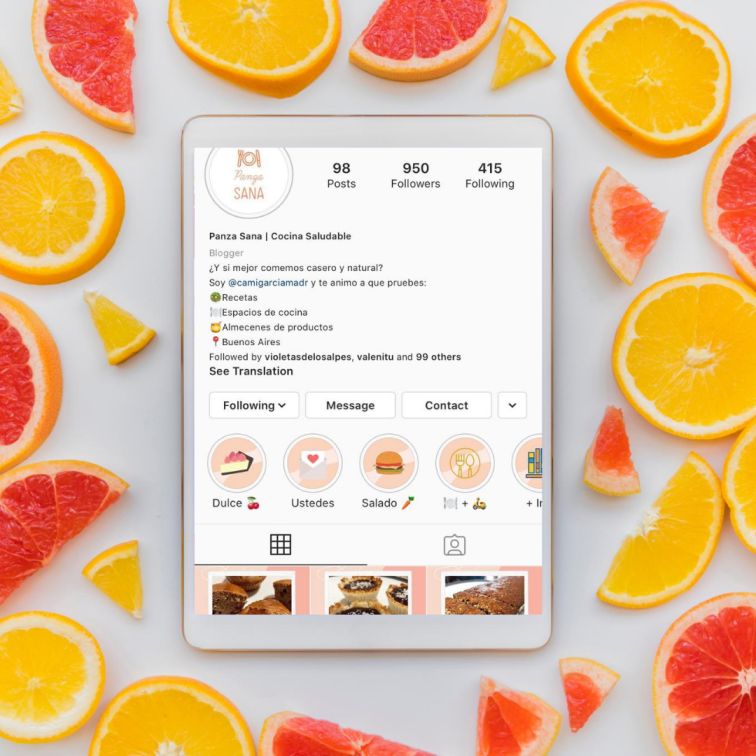 Panza
SANA
98 950 415
Posts Followers Following
Panza Sana | Cocina Saludable
Blogger
¿Y si mejor comemos casero y natural?
Soy @camigarciamadr y te animo a que pruebes:
Recetas
Espacios de cocina
Almecenes de productos
Buenos Aires
Followed by violetasdelosalpes, valenitu and 99 others
See Translation
Following Message Contact
Dulce Ustedes Salado + +